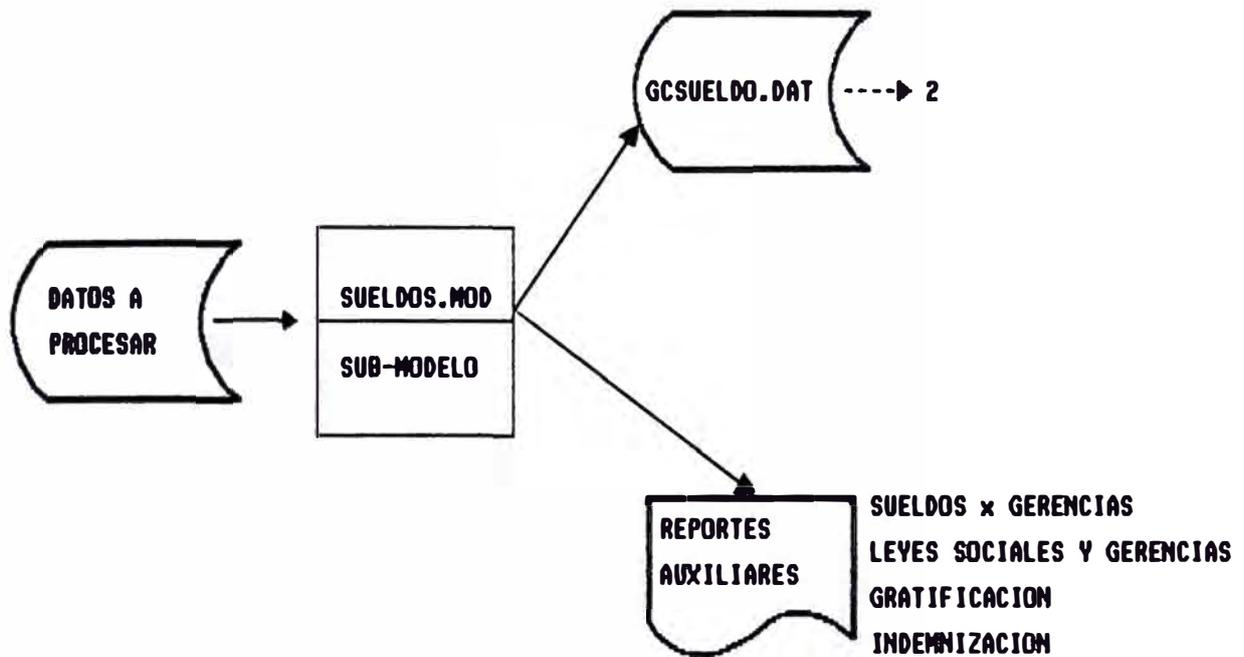 GCSUELDO.DAT
2
DATOS A
PROCESAR
SUELDOS.MOD
SUB-MODELO
REPORTES
AUXILIARES
SUELDOS x GERENCIAS
LEYES SOCIALES Y GERENCIAS
GRATIFICACION
INDEMNIZACION